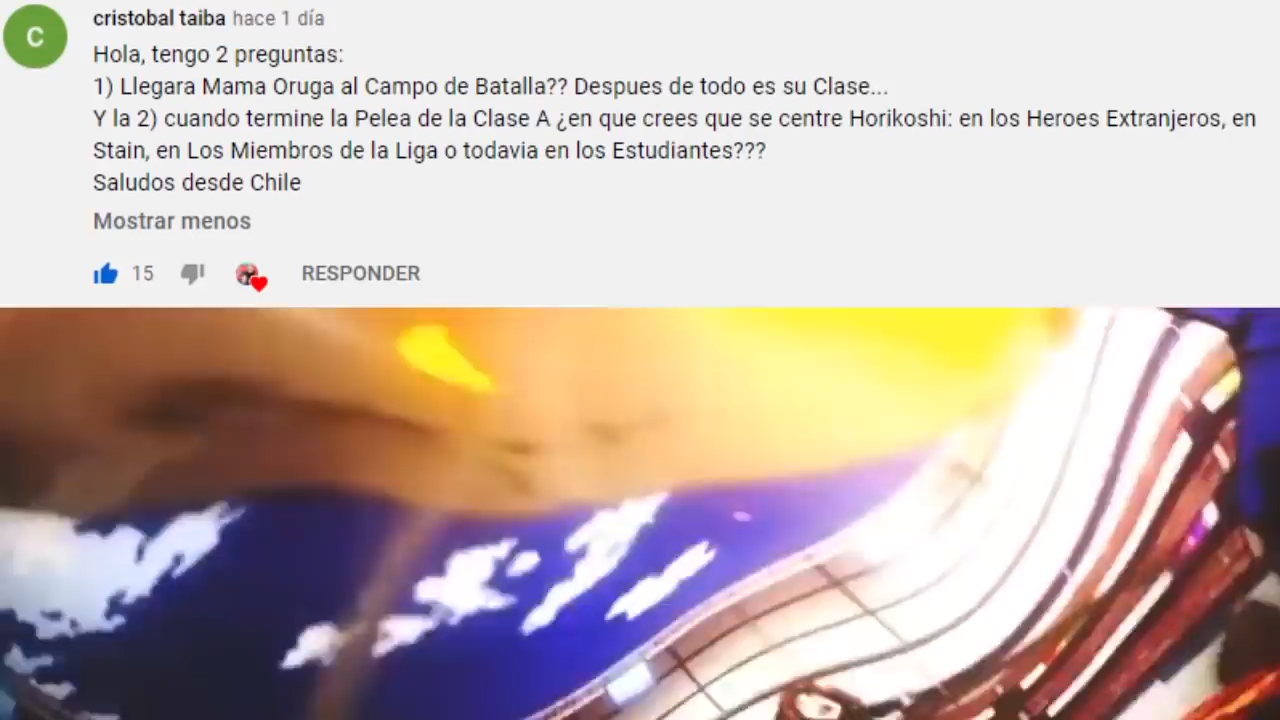 C
cristobal taiba hace 1 día
Hola, tengo 2 preguntas:
1) Llegara Mama Oruga al Campo de Batalla?? Despues de todo es su Clase...
Y la 2) cuando termine la Pelea de la Clase A ¿en que crees que se centre Horikoshi: en los Heroes Extranjeros, en
Stain, en Los Miembros de la Liga o todavia en los Estudiantes???
Saludos desde Chile
Mostrar menos
15 RESPONDER